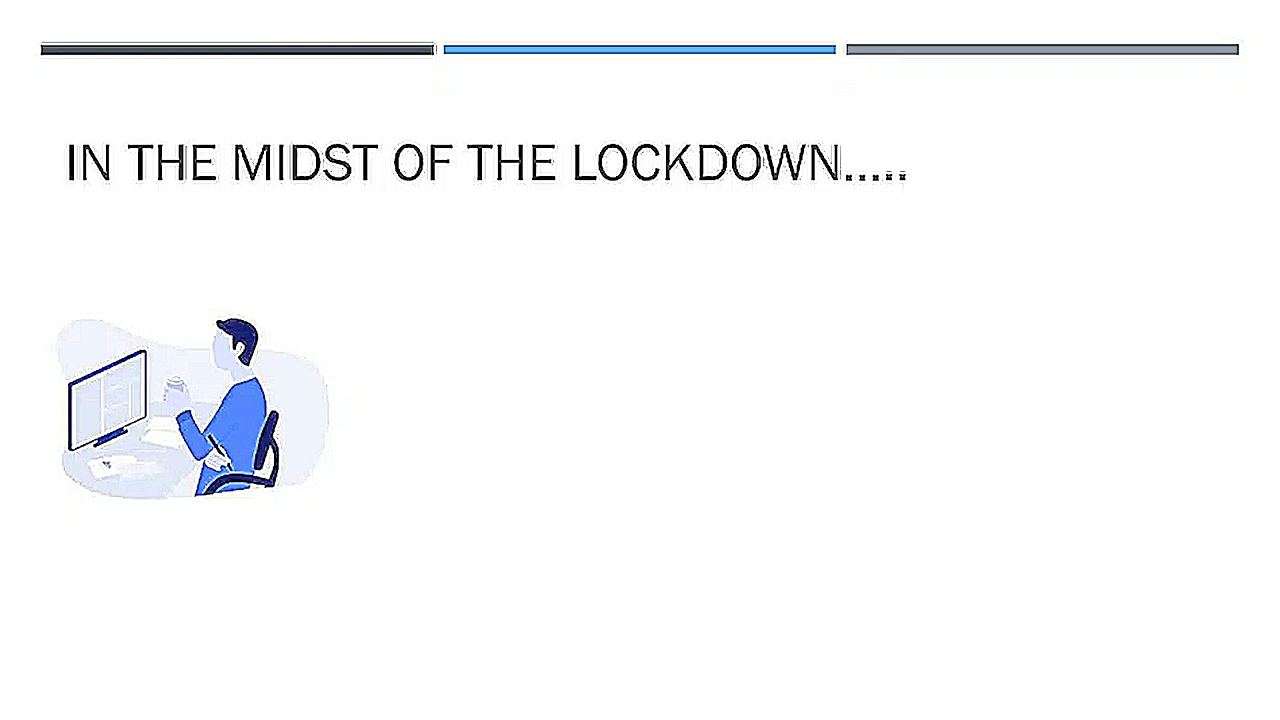 IN THE MIDST OF THE LOCKDOWN.....